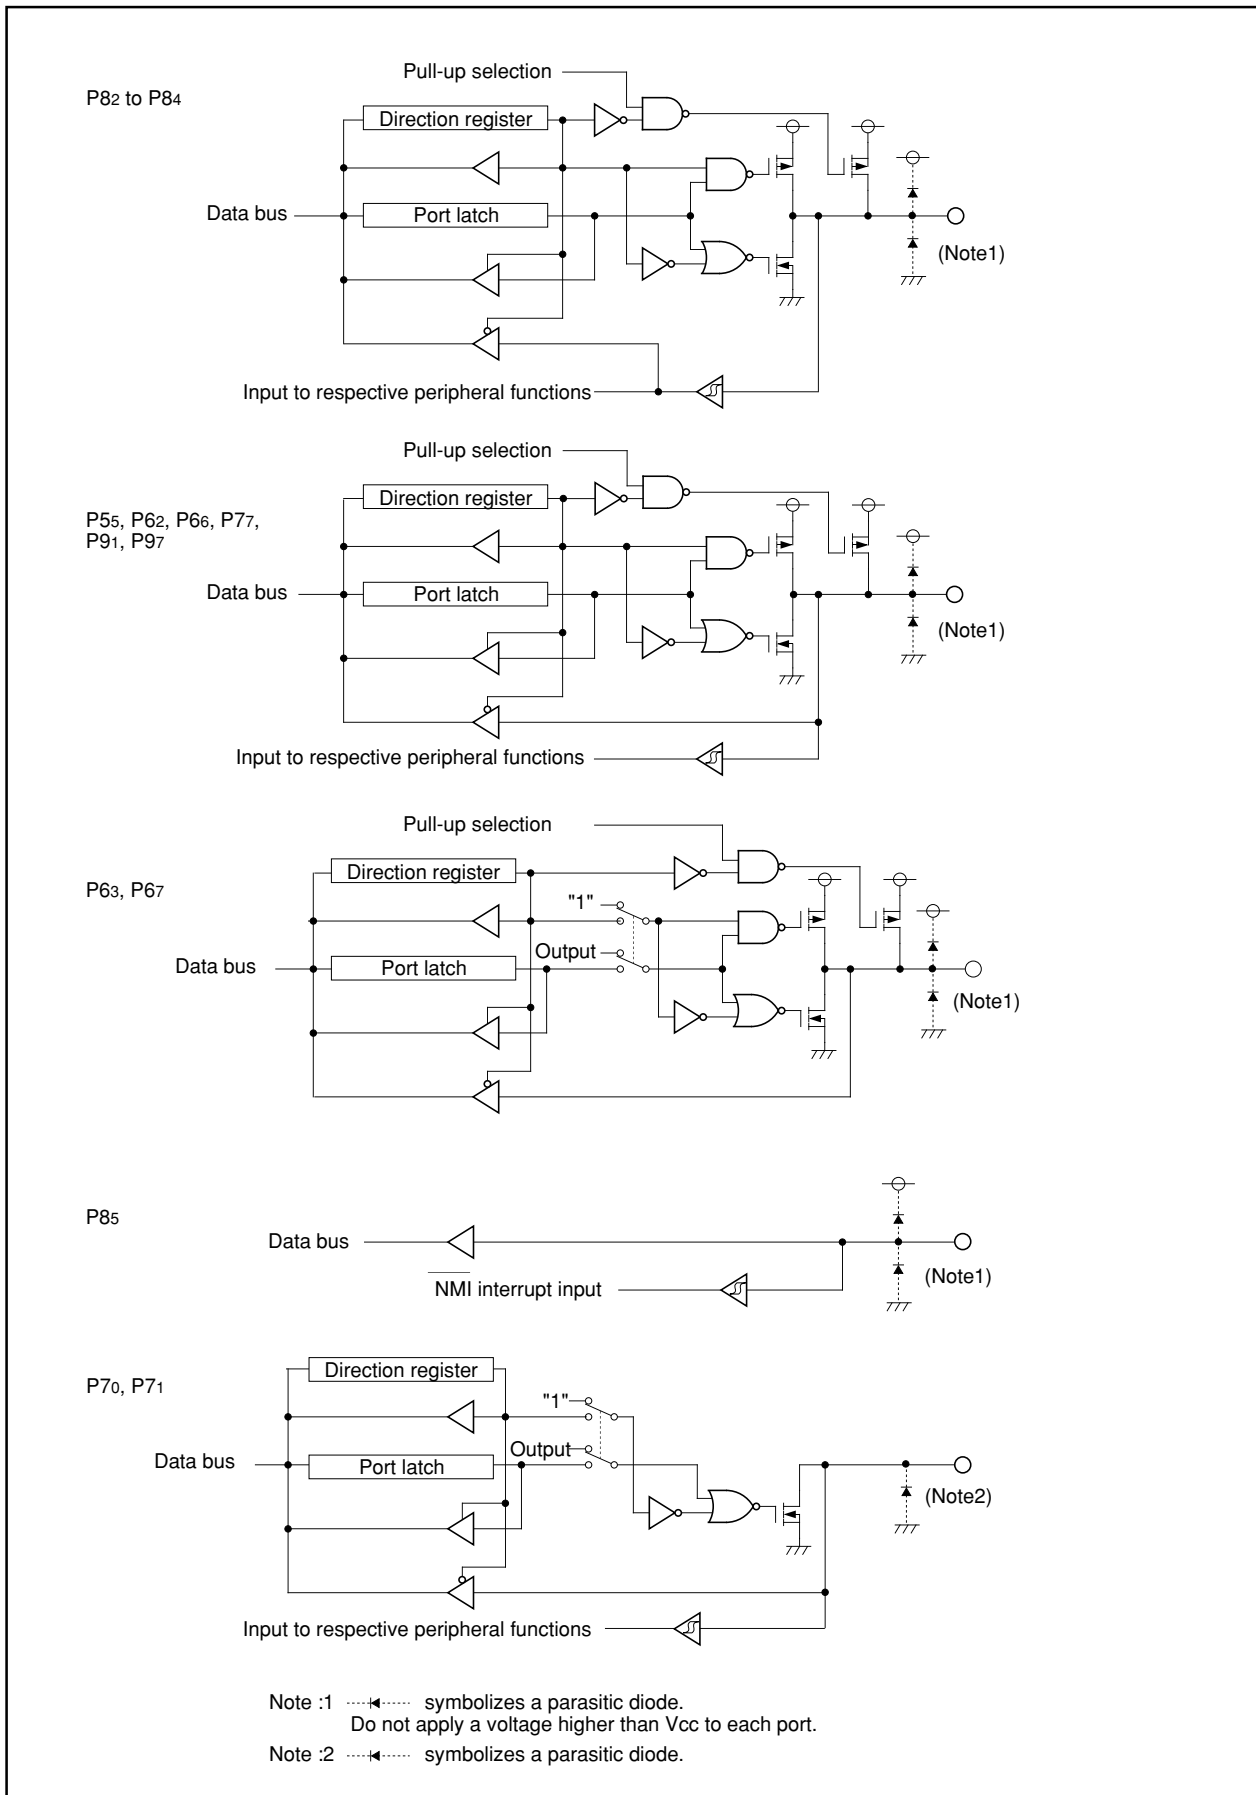 Pull-up selection
P82 to P84
Direction register
Data bus
Port latch
(Note1)
Input to respective peripheral functions
Pull-up selection
Direction register
P55, P62, P66, P77,
P91, P97
Data bus
Port latch
(Note1)
Input to respective peripheral functions
Pull-up selection
Direction register
P63, P67
"1"
Output
Data bus
Port latch
(Note1)
P85
Data bus
(Note1)
NMI interrupt input
Direction register
P70, P71
"1"
Output
Data bus
Port latch
(Note2)
Input to respective peripheral functions
Note :1 symbolizes a parasitic diode.
Do not apply a voltage higher than Vcc to each port.
Note :2 symbolizes a parasitic diode.